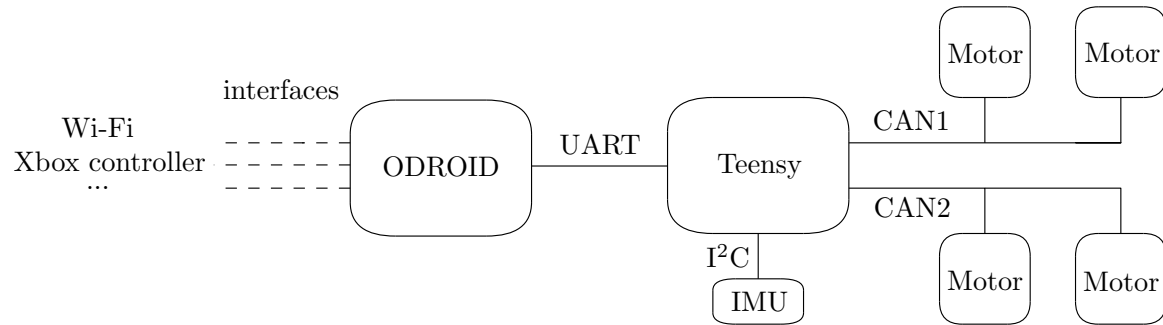 Motor
Motor
interfaces
CAN1
Wi-Fi
UART
Xbox controller
ODROID
Teensy
...
CAN2
I²C
Motor
Motor
IMU